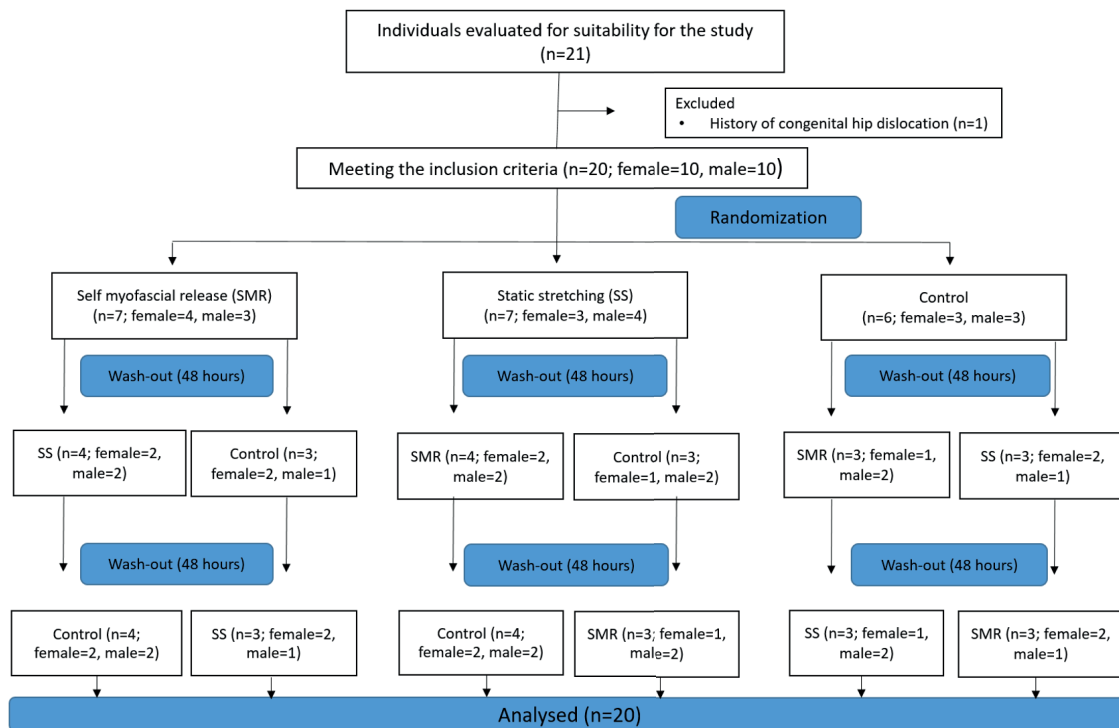 Individuals evaluated for suitability for the study
(n=21)
Excluded
• History of congenital hip dislocation (n=1)
Meeting the inclusion criteria (n=20; female=10, male=10)
Randomization
Self myofascial release (SMR)
(n=7; female=4, male=3)
Static stretching (SS)
(n=7; female=3, male=4)
Control
(n=6; female=3, male=3)
Wash-out (48 hours)
Wash-out (48 hours)
Wash-out (48 hours)
SS (n=4; female=2,
male=2)
Control (n=3;
female=2, male=1)
SMR (n=4; female=2,
male=2)
Control (n=3;
female=1, male=2)
SMR (n=3; female=1,
male=2)
SS (n=3; female=2,
male=1)
Wash-out (48 hours)
Wash-out (48 hours)
Wash-out (48 hours)
Control (n=4;
female=2, male=2)
SS (n=3; female=2,
male=1)
Control (n=4;
female=2, male=2)
SMR (n=3; female=1,
male=2)
SS (n=3; female=1,
male=2)
SMR (n=3; female=2,
male=1)
Analysed (n=20)